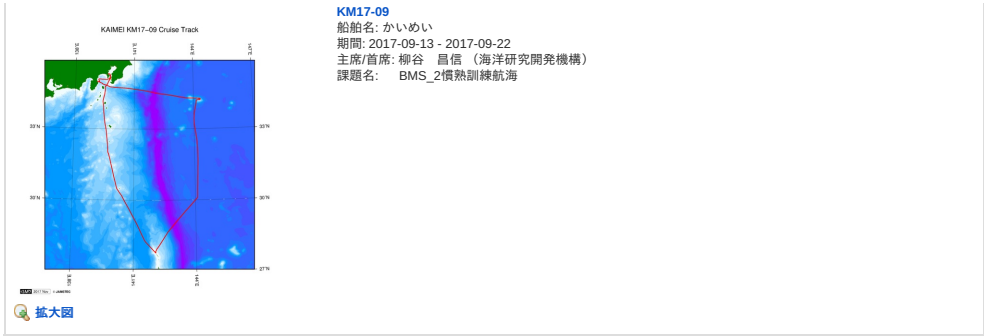 KM17-09
船舶名: かいめい
期間: 2017-09-13 - 2017-09-22
主席/首席: 柳谷　昌信 （海洋研究開発機構）
課題名:　BMS_2慣熟訓練航海
KAIMEI KM17-09 Cruise Track
33˚N
33˚N
30˚N
30˚N
27˚N
拡大図